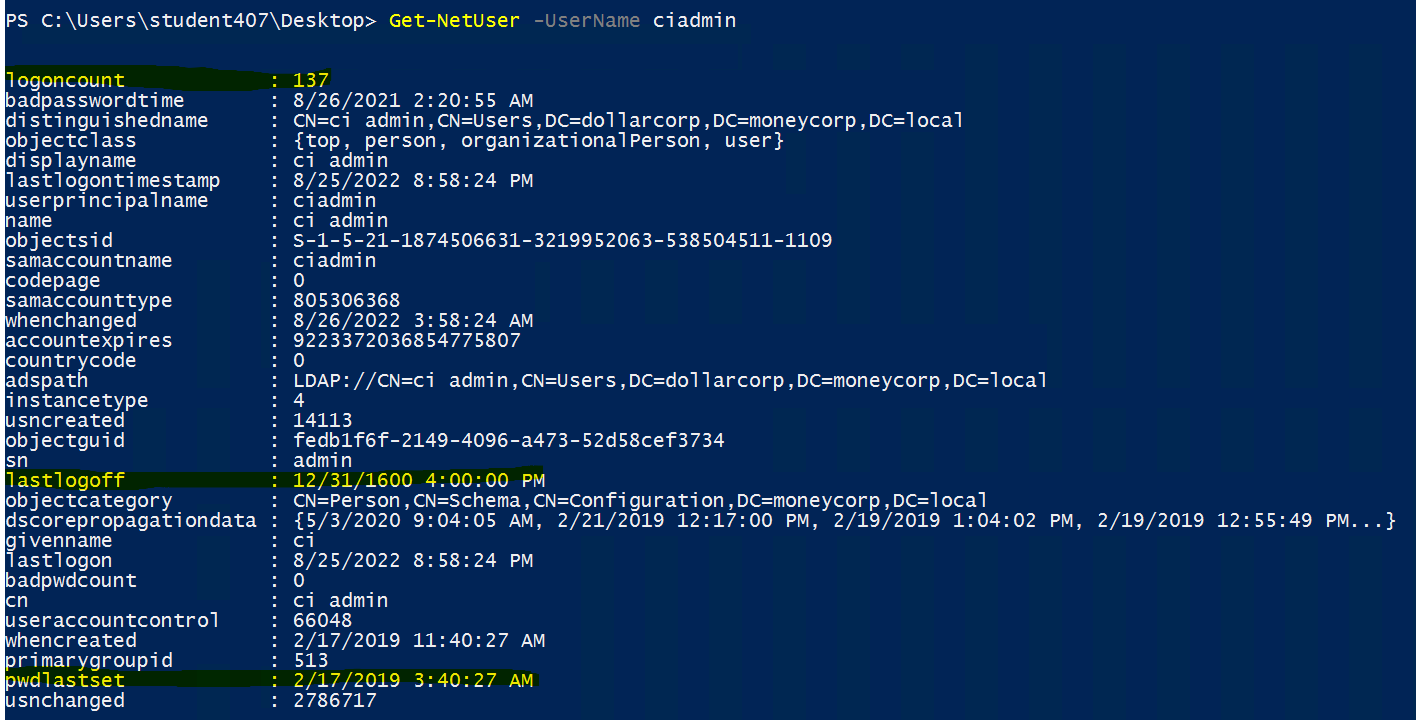 PS C:\Users\student407\Desktop> Get-NetUser -UserName ciadmin
logoncount : 137
badpasswordtime : 8/26/2021 2:20:55 AM
distinguishedname : CN=ci admin,CN=Users,DC=dollarcorp,DC=moneycorp,DC=local
objectclass : {top, person, organizationalPerson, user}
displayname : ci admin
lastlogontimestamp : 8/25/2022 8:58:24 PM
userprincipalname : ciadmin
name : ci admin
objectsid : S-1-5-21-1874506631-3219952063-538504511-1109
samaccountname : ciadmin
codepage : 0
samaccounttype : 805306368
whenchanged : 8/26/2022 3:58:24 AM
accountexpires : 9223372036854775807
countrycode : 0
adspath : LDAP://CN=ci admin,CN=Users,DC=dollarcorp,DC=moneycorp,DC=local
instancetype : 4
usncreated : 14113
objectguid : fedb1f6f-2149-4096-a473-52d58cef3734
sn : admin
lastlogoff : 12/31/1600 4:00:00 PM
objectcategory : CN=Person,CN=Schema,CN=Configuration,DC=moneycorp,DC=local
dscorepropagationdata : {5/3/2020 9:04:05 AM, 2/21/2019 12:17:00 PM, 2/19/2019 1:04:02 PM, 2/19/2019 12:55:49 PM...}
givenname : ci
lastlogon : 8/25/2022 8:58:24 PM
badpwdcount : 0
cn : ci admin
useraccountcontrol : 66048
whencreated : 2/17/2019 11:40:27 AM
primarygroupid : 513
pwdlastset : 2/17/2019 3:40:27 AM
usnchanged : 2786717